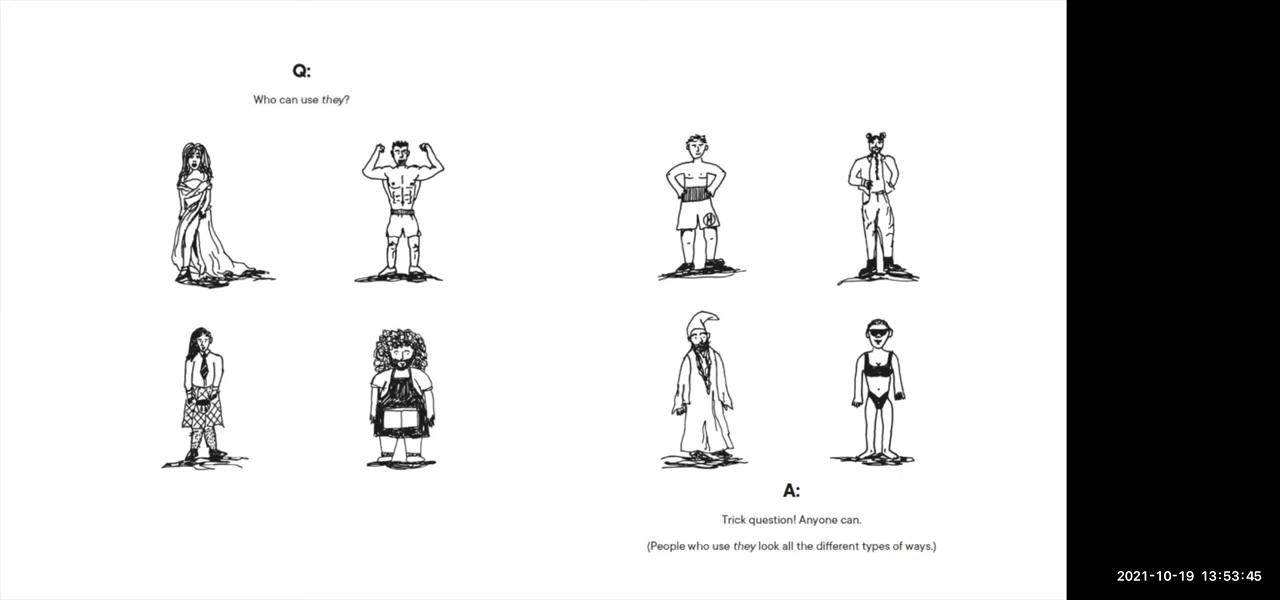 Q:
Who can use they?
A:
Trick question! Anyone can.
(People who use they look all the different types of ways.)
2021-10-19 13:53:45